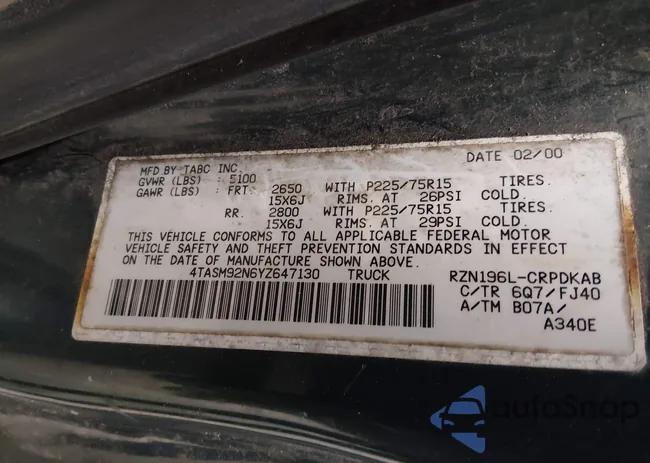 MFD BY TABC INC. DATE 02/00
GVWR (LBS) : 5100
GAWR (LBS) : FRT. 2650 WITH P225/75R15 TIRES.
15X6J RIMS. AT 26PSI COLD.
RR. 2800 WITH P225/75R15 TIRES.
15X6J RIMS. AT 29PSI COLD.
THIS VEHICLE CONFORMS TO ALL APPLICABLE FEDERAL MOTOR
VEHICLE SAFETY AND THEFT PREVENTION STANDARDS IN EFFECT
ON THE DATE OF MANUFACTURE SHOWN ABOVE.
4TASM92N6YZ647130 TRUCK RZN196L-CRPDKAB
C/TR 6Q7/FJ40
A/TM B07A/
A340E
autoSnap